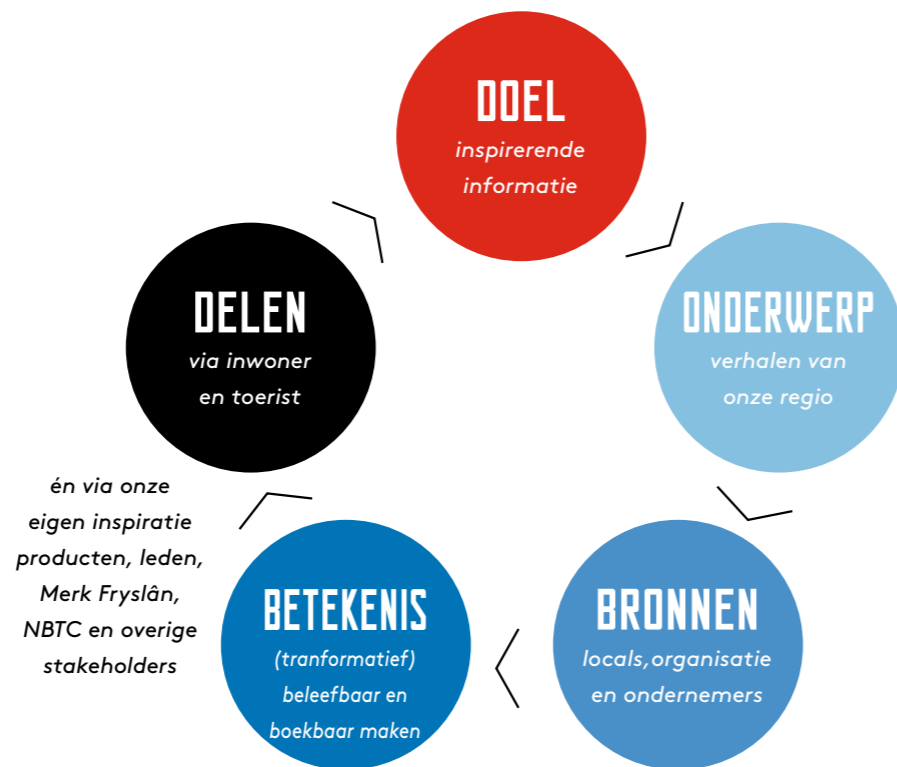 DOEL
inspirerende
informatie
ONDERWERP
verhalen van
onze regio
BRONNEN
locals, organisatie
en ondernemers
BETEKENIS
(tranformatief)
beleefbaar en
boekbaar maken
DELEN
via inwoner
en toerist
én via onze
eigen inspiratie
producten, leden,
Merk Fryslân,
NBTC en overige
stakeholders